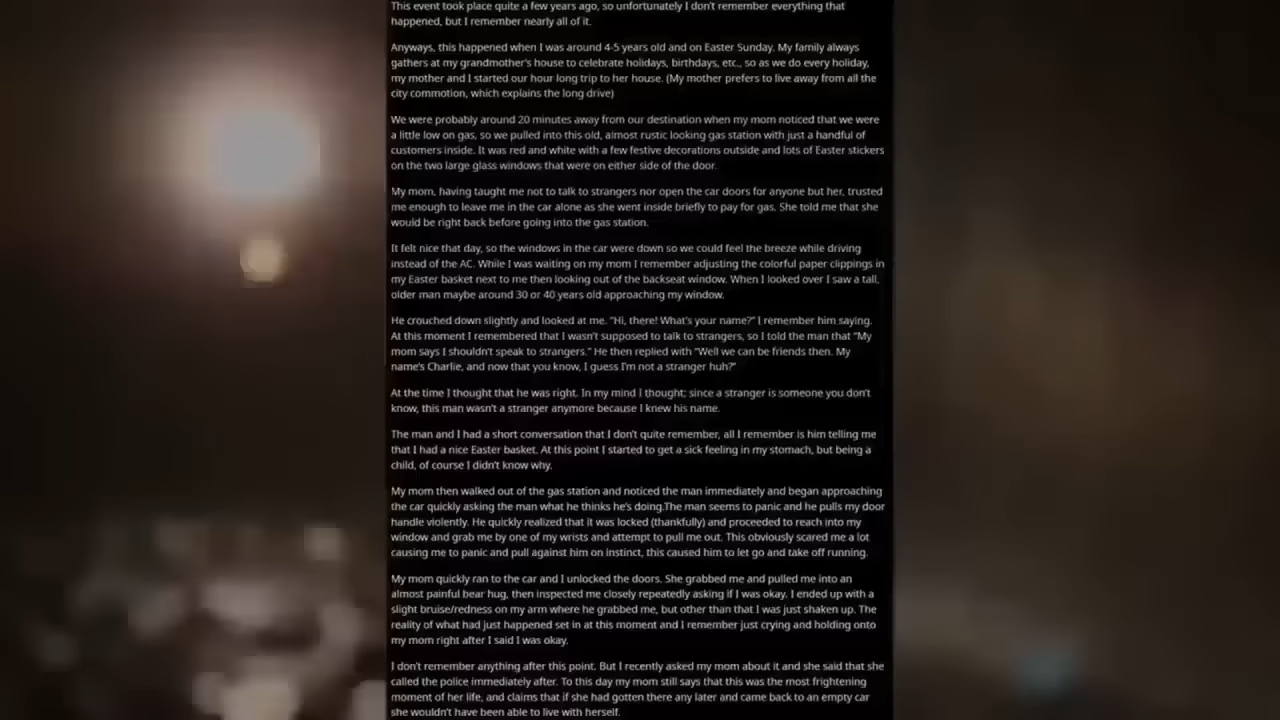 This event took place quite a few years ago, so unfortunately I don't remember everything that
happened, but I remember nearly all of it.
Anyways, this happened when I was around 4-5 years old and on Easter Sunday. My family always
gathers at my grandmother's house to celebrate holidays, birthdays, etc., so as we do every holiday,
my mother and I started our hour long trip to her house. (My mother prefers to live away from all the
city commotion, which explains the long drive)
We were probably around 20 minutes away from our destination when my mom noticed that we were
a little low on gas, so we pulled into this old, almost rustic looking gas station with just a handful of
customers inside. It was red and white with a few festive decorations outside and lots of Easter stickers
on the two large glass windows that were on either side of the door.
My mom, having taught me not to talk to strangers nor open the car doors for anyone but her, trusted
me enough to leave me in the car alone as she went inside briefly to pay for gas. She told me that she
would be right back before going into the gas station.
It felt nice that day, so the windows in the car were down so we could feel the breeze while driving
instead of the AC. While I was waiting on my mom I remember adjusting the colorful paper clippings in
my Easter basket next to me then looking out of the backseat window. When I looked over I saw a tall,
older man maybe around 30 or 40 years old approaching my window.
He crouched down slightly and looked at me. "Hi, there! What's your name?" I remember him saying.
At this moment I remembered that I wasn't supposed to talk to strangers, so I told the man that "My
mom says I shouldn't speak to strangers." He then replied with "Well we can be friends then. My
name's Charlie, and now that you know, I guess I'm not a stranger huh?"
At the time I thought that he was right. In my mind I thought; since a stranger is someone you don't
know, this man wasn't a stranger anymore because I knew his name.
The man and I had a short conversation that I don't quite remember, all I remember is him telling me
that I had a nice Easter basket. At this point I started to get a sick feeling in my stomach, but being a
child, of course I didn't know why.
My mom then walked out of the gas station and noticed the man immediately and began approaching
the car quickly asking the man what he thinks he's doing.The man seems to panic and he pulls my door
handle violently. He quickly realized that it was locked (thankfully) and proceeded to reach into my
window and grab me by one of my wrists and attempt to pull me out. This obviously scared me a lot
causing me to panic and pull against him on instinct, this caused him to let go and take off running.
My mom quickly ran to the car and I unlocked the doors. She grabbed me and pulled me into an
almost painful bear hug, then inspected me closely repeatedly asking if I was okay. I ended up with a
slight bruise/redness on my arm where he grabbed me, but other than that I was just shaken up. The
reality of what had just happened set in at this moment and I remember just crying and holding onto
my mom right after I said I was okay.
I don't remember anything after this point. But I recently asked my mom about it and she said that she
called the police immediately after. To this day my mom still says that this was the most frightening
moment of her life, and claims that if she had gotten there any later and came back to an empty car
she wouldn't have been able to live with herself.